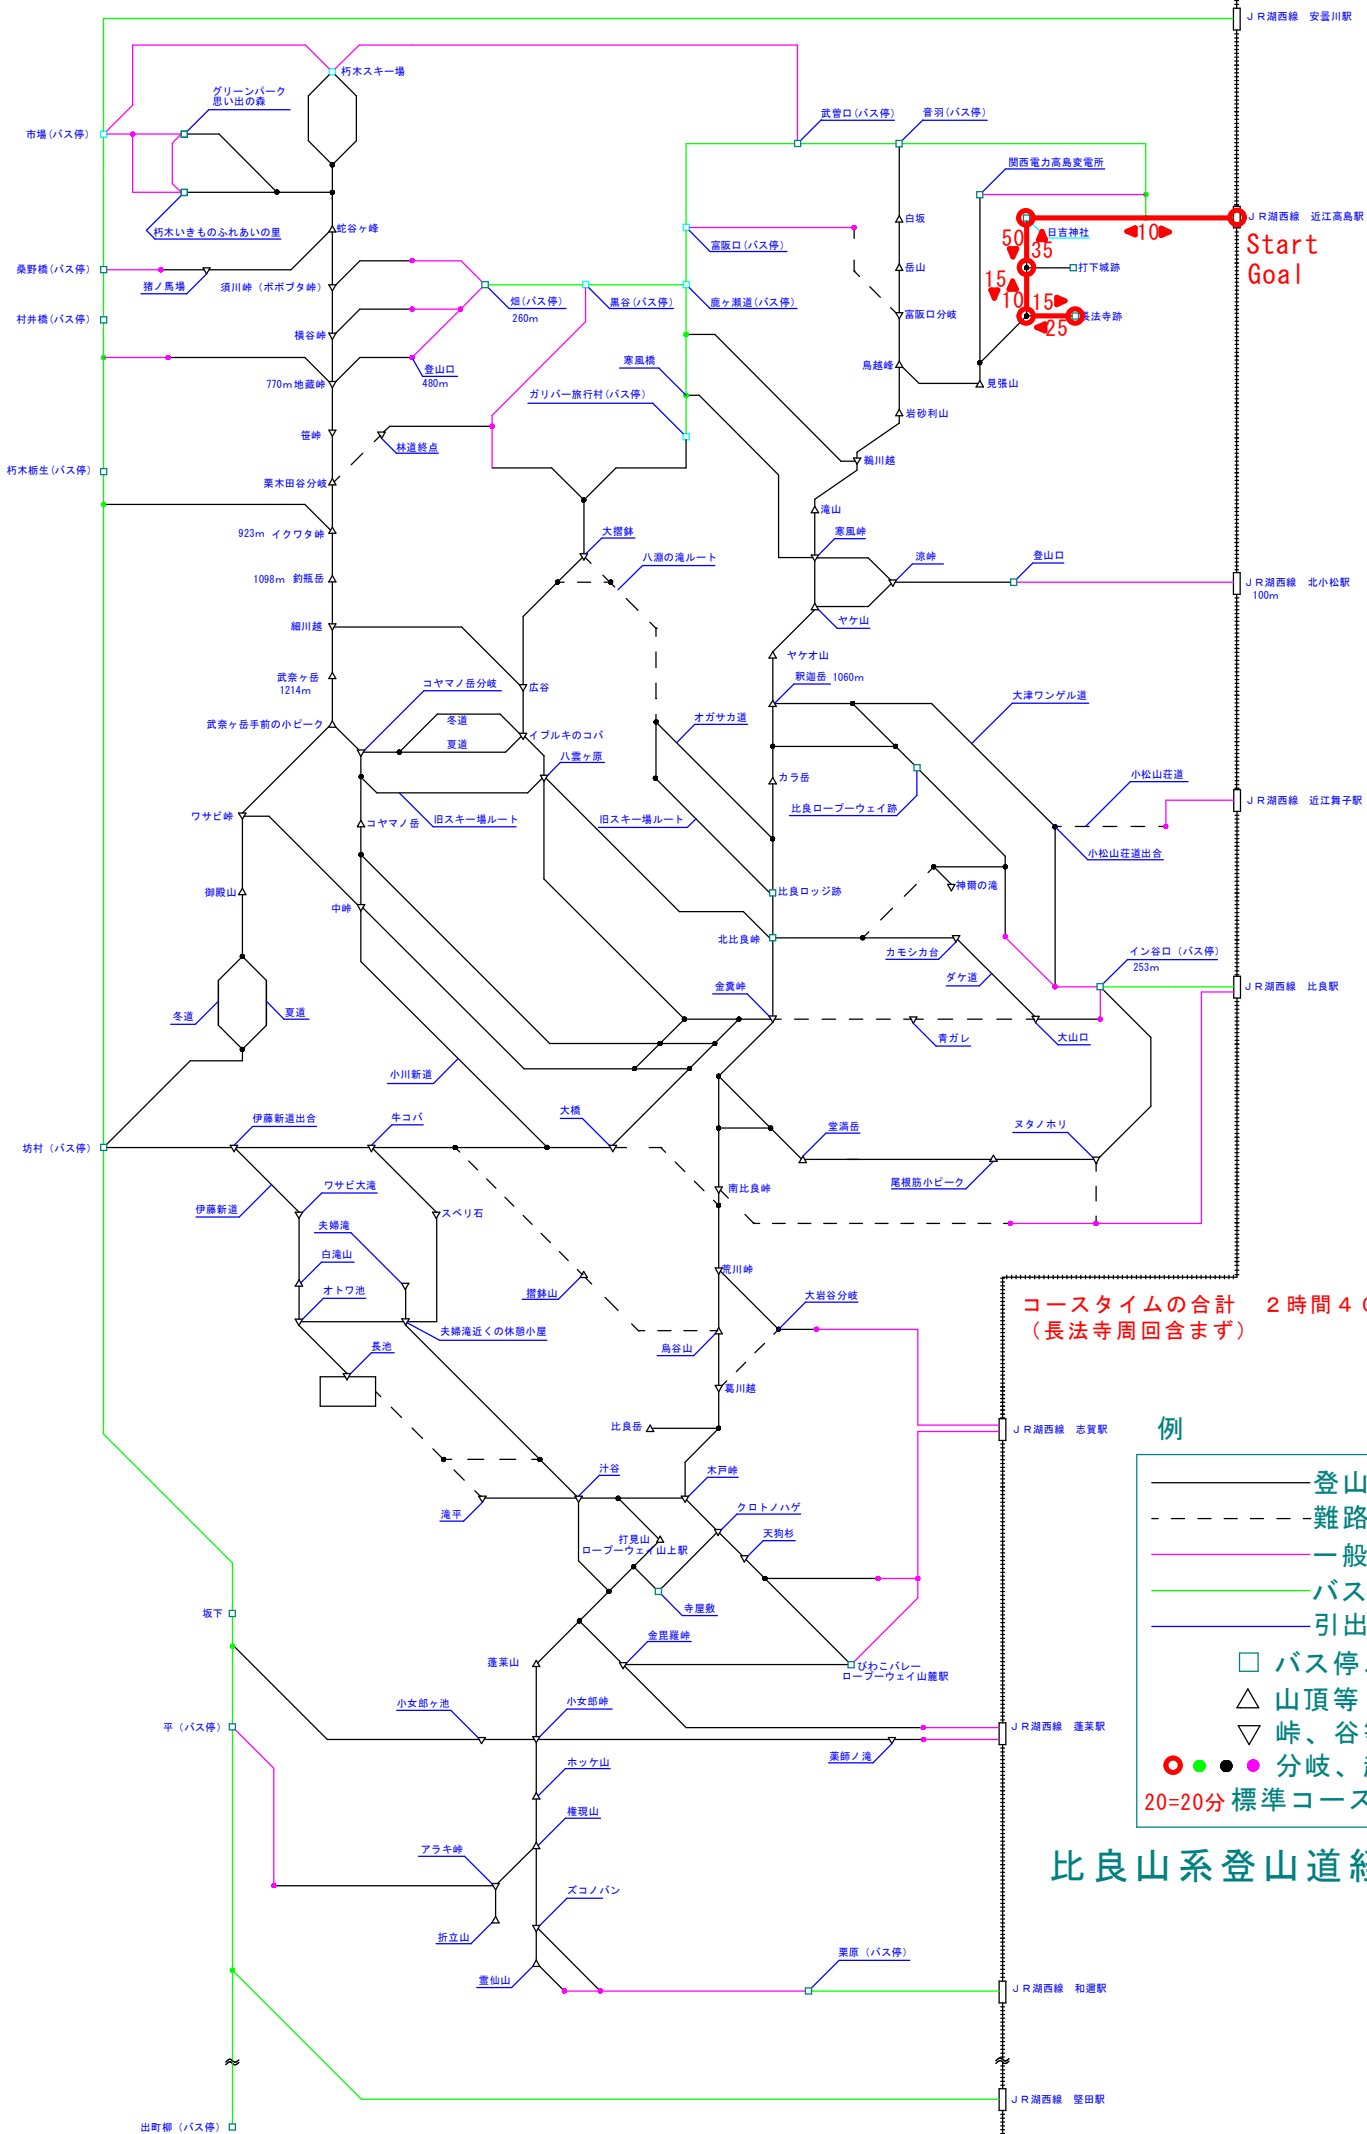 ＪＲ湖西線　安曇川駅
朽木スキー場
グリーンパーク
思い出の森
市場(バス停)
武曽口(バス停)
音羽(バス停)
関西電力高島変電所
朽木いきものふれあいの里
蛇谷ヶ峰
白坂
日吉神社
ＪＲ湖西線　近江高島駅
10
50
35
Start
Goal
富阪口(バス停)
桑野橋(バス停)
猪ノ馬場
須川峠（ボボブタ峠）
岳山
打下城跡
15
10
15
25
長法寺跡
畑(バス停)
260m
黒谷(バス停)
鹿ヶ瀬道(バス停)
富阪口分岐
村井橋(バス停)
横谷峠
登山口
480m
寒風橋
鳥越峰
見張山
770m 地蔵峠
ガリバー旅行村(バス停)
岩砂利山
笹峠
林道終点
鵜川越
朽木栃生(バス停)
栗木田谷分岐
滝山
923m イクワタ峠
大摺鉢
八淵の滝ルート
寒風峠
涼峠
登山口
1098m 釣瓶岳
ＪＲ湖西線　北小松駅
100m
細川越
ヤケ山
ヤケオ山
武奈ヶ岳
1214m
コヤマノ岳分岐
広谷
釈迦岳 1060m
大津ワンゲル道
武奈ヶ岳手前の小ピーク
冬道
夏道
イブルキのコバ
オガサカ道
八雲ヶ原
カラ岳
小松山荘道
ＪＲ湖西線　近江舞子駅
ワサビ峠
コヤマノ岳
旧スキー場ルート
旧スキー場ルート
比良ロープーウェイ跡
小松山荘道出合
御殿山
中峠
比良ロッジ跡
神爾の滝
北比良峠
カモシカ台
イン谷口（バス停）
253m
ダケ道
金糞峠
ＪＲ湖西線　比良駅
冬道
夏道
青ガレ
大山口
小川新道
坊村（バス停）
伊藤新道出合
牛コバ
大橋
堂満岳
ヌタノホリ
尾根筋小ピーク
南比良峠
伊藤新道
ワサビ大滝
スベリ石
夫婦滝
白滝山
オトワ池
摺鉢山
荒川峠
大岩谷分岐
夫婦滝近くの休憩小屋
烏谷山
コースタイムの合計　２時間４
（長法寺周回含まず）
長池
葛川越
比良岳
ＪＲ湖西線　志賀駅
例
登山
難路
一般
バス
引出
バス停
山頂等
峠、谷
分岐、
20=20分 標準コース
汁谷
木戸峠
滝平
クロトノハゲ
打見山
ロープーウェイ山上駅
天狗杉
坂下
寺屋敷
金毘羅峠
蓬莱山
びわこバレー
ロープーウェイ山麓駅
小女郎ヶ池
小女郎峠
平（バス停）
薬師ノ滝
ＪＲ湖西線　蓬莱駅
ホッケ山
権現山
アラキ峠
比良山系登山道
ズコノバン
折立山
霊仙山
栗原（バス停）
ＪＲ湖西線　和邇駅
ＪＲ湖西線　堅田駅
出町柳（バス停）